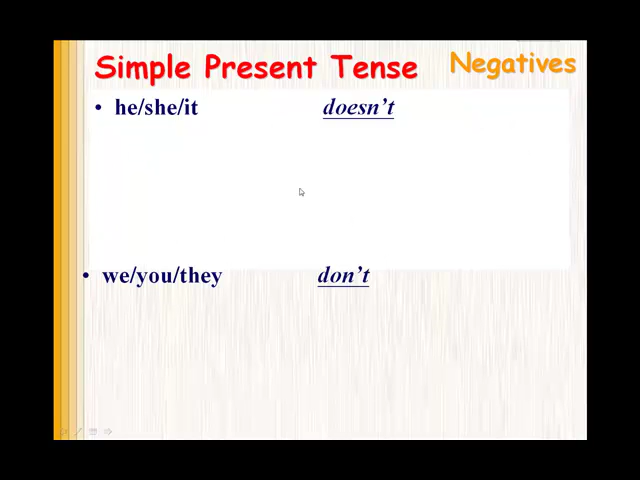 Simple Present Tense Negatives
• he/she/it doesn't
• we/you/they don't